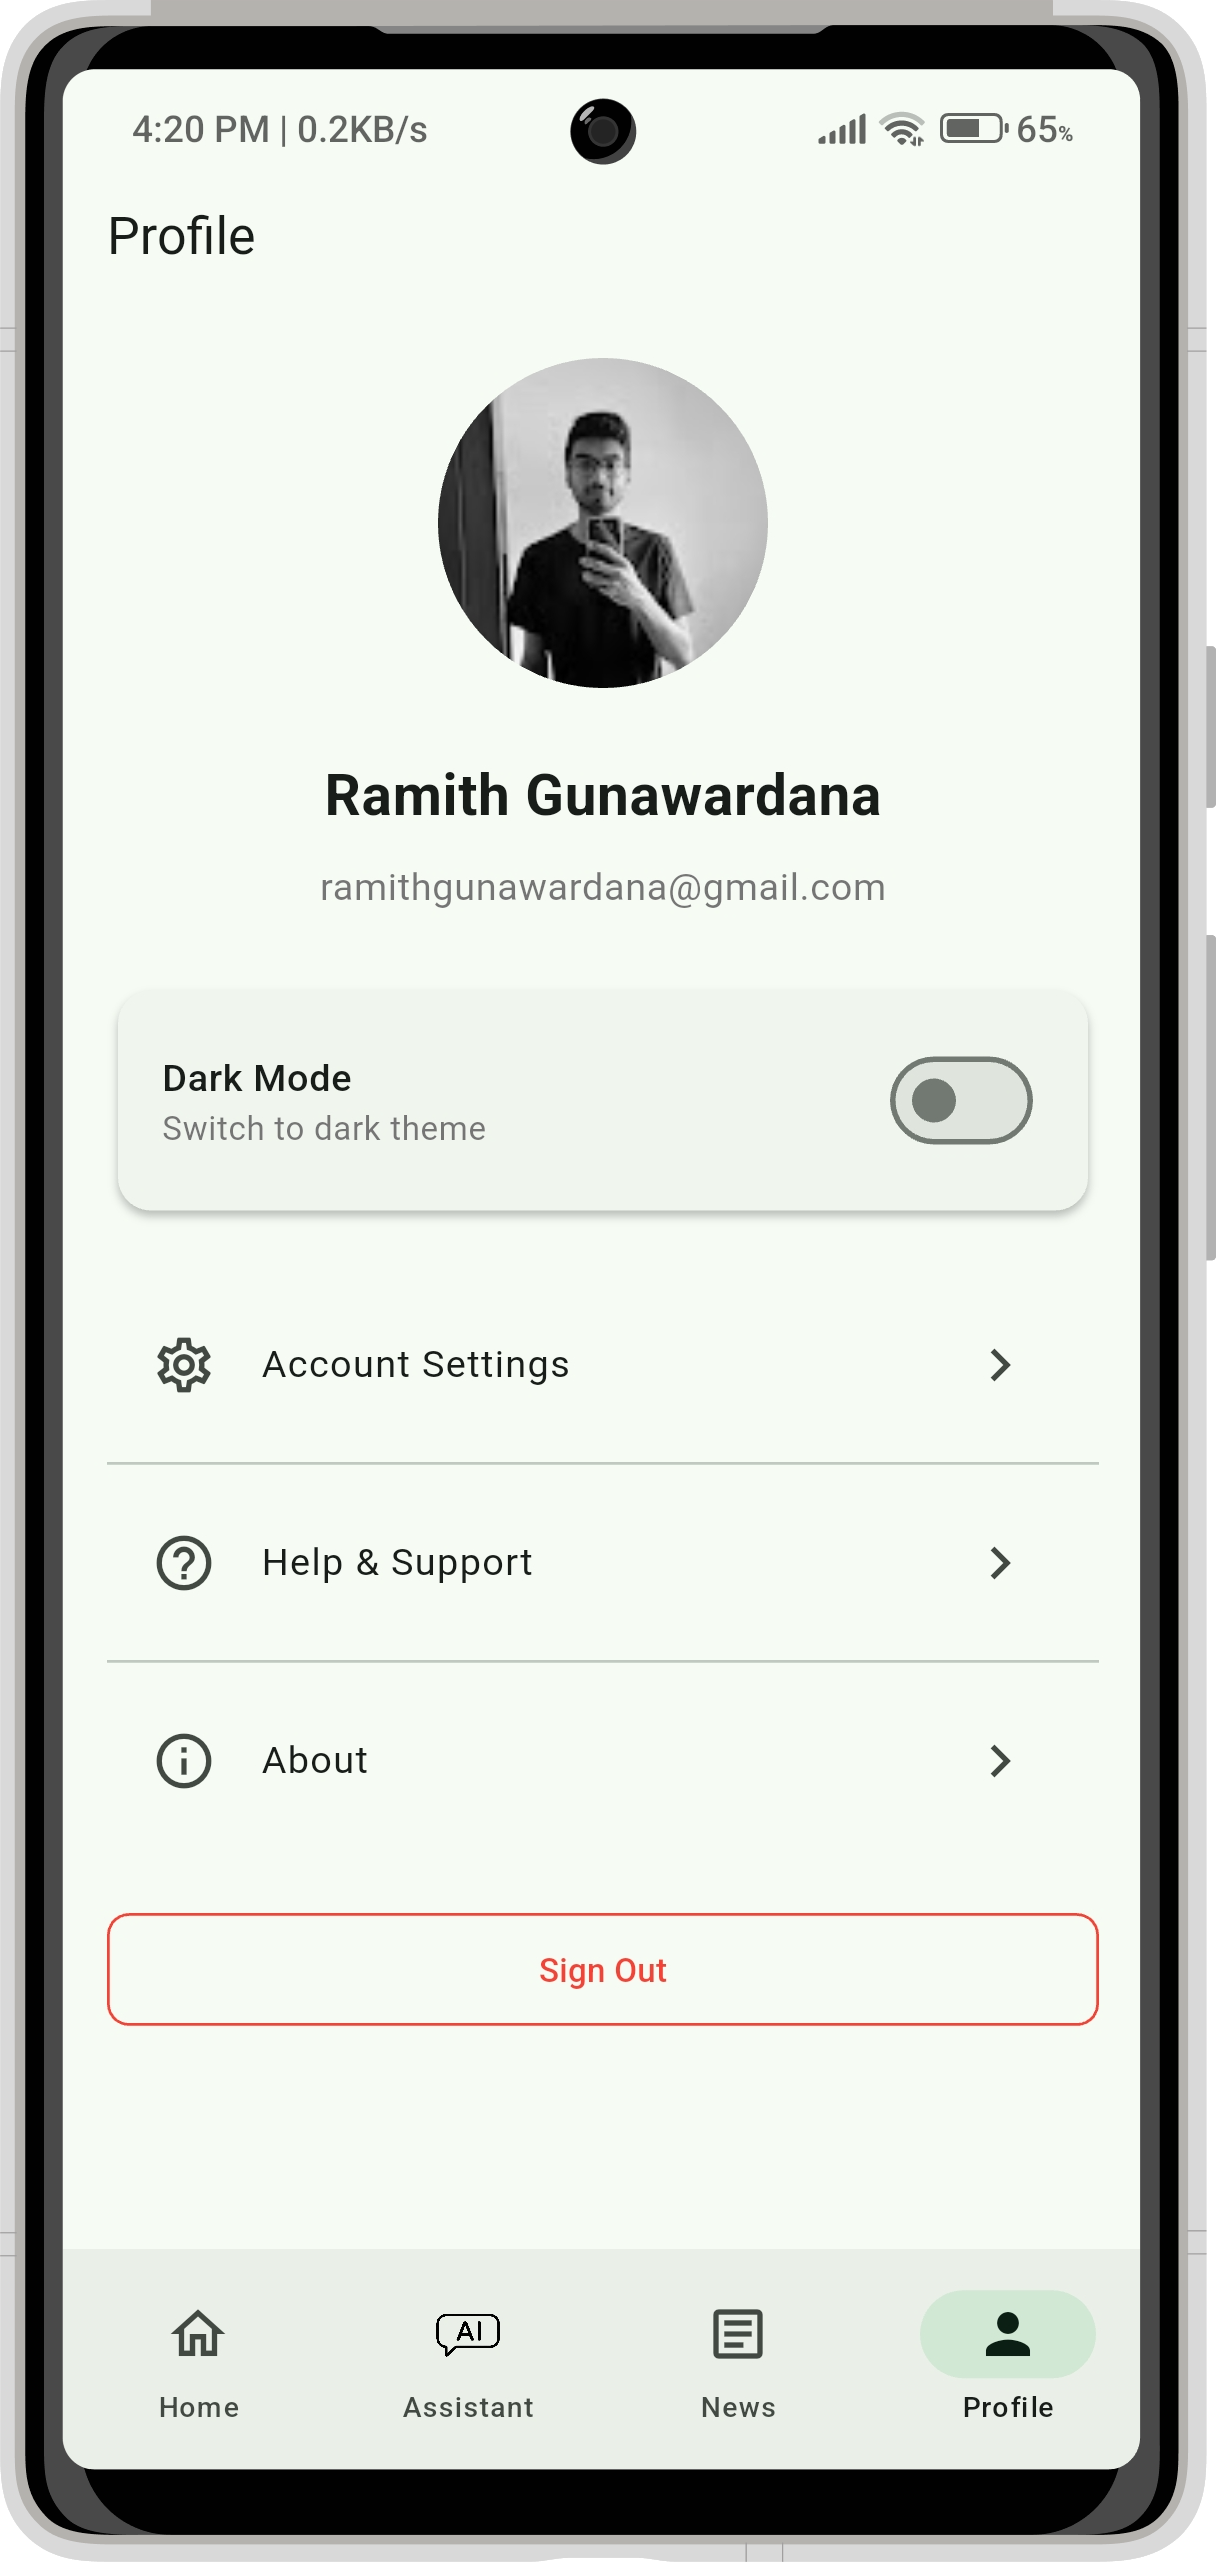 4:20 PM | 0.2KB/s 65%
Profile
Ramith Gunawardana
ramithgunawardana@gmail.com
Dark Mode
Switch to dark theme
Account Settings
Help & Support
About
Sign Out
AI
Home Assistant News Profile